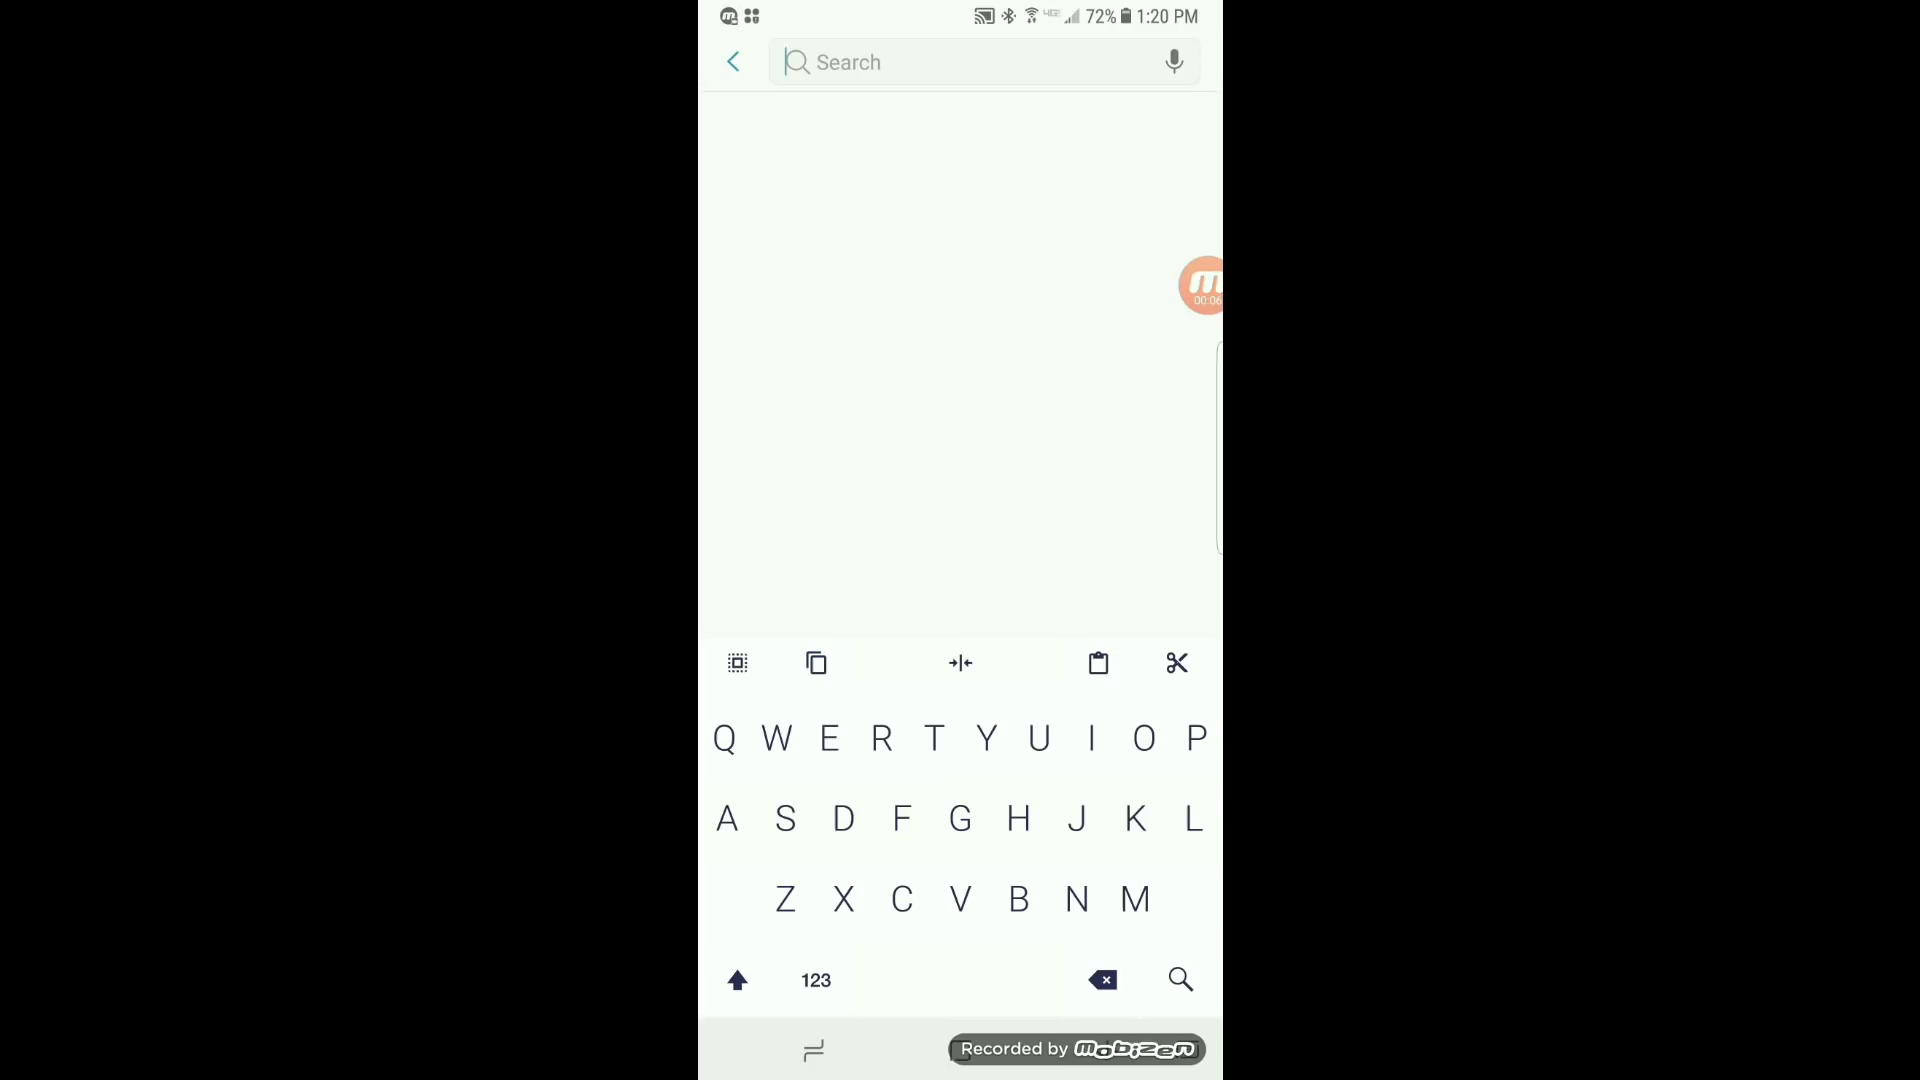 72% 1:20 PM
Search
00:06
Q W E R T Y U I O P
A S D F G H J K L
Z X C V B N M
123
Recorded by mobizen